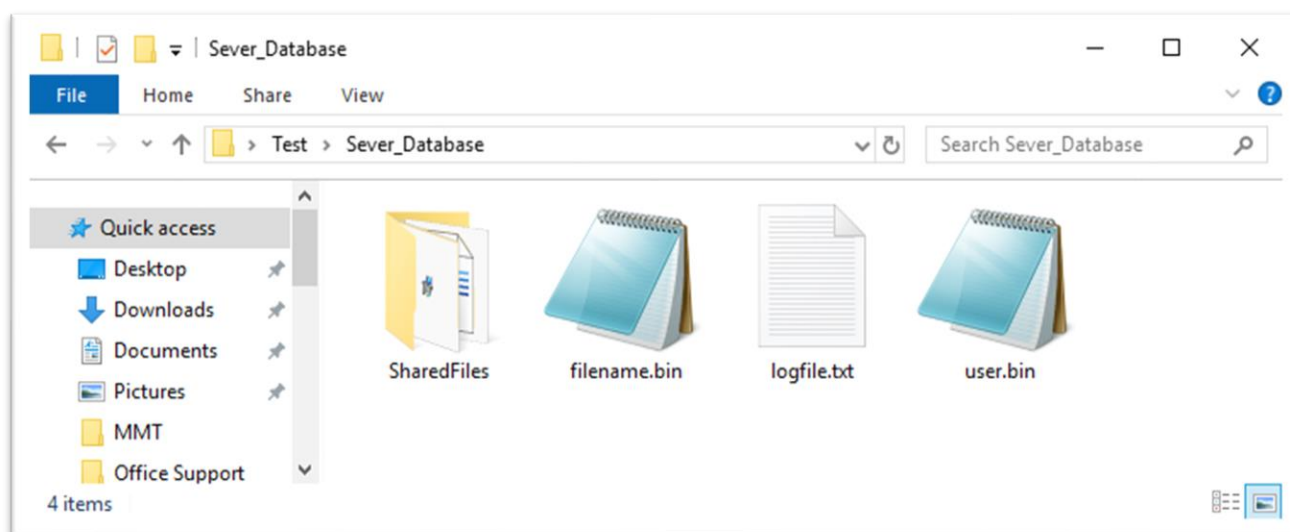 Sever_Database
File Home Share View
Test > Sever_Database
Search Sever_Database
Quick access
Desktop
Downloads
Documents
Pictures
MMT
Office Support
SharedFiles
filename.bin
logfile.txt
user.bin
4 items